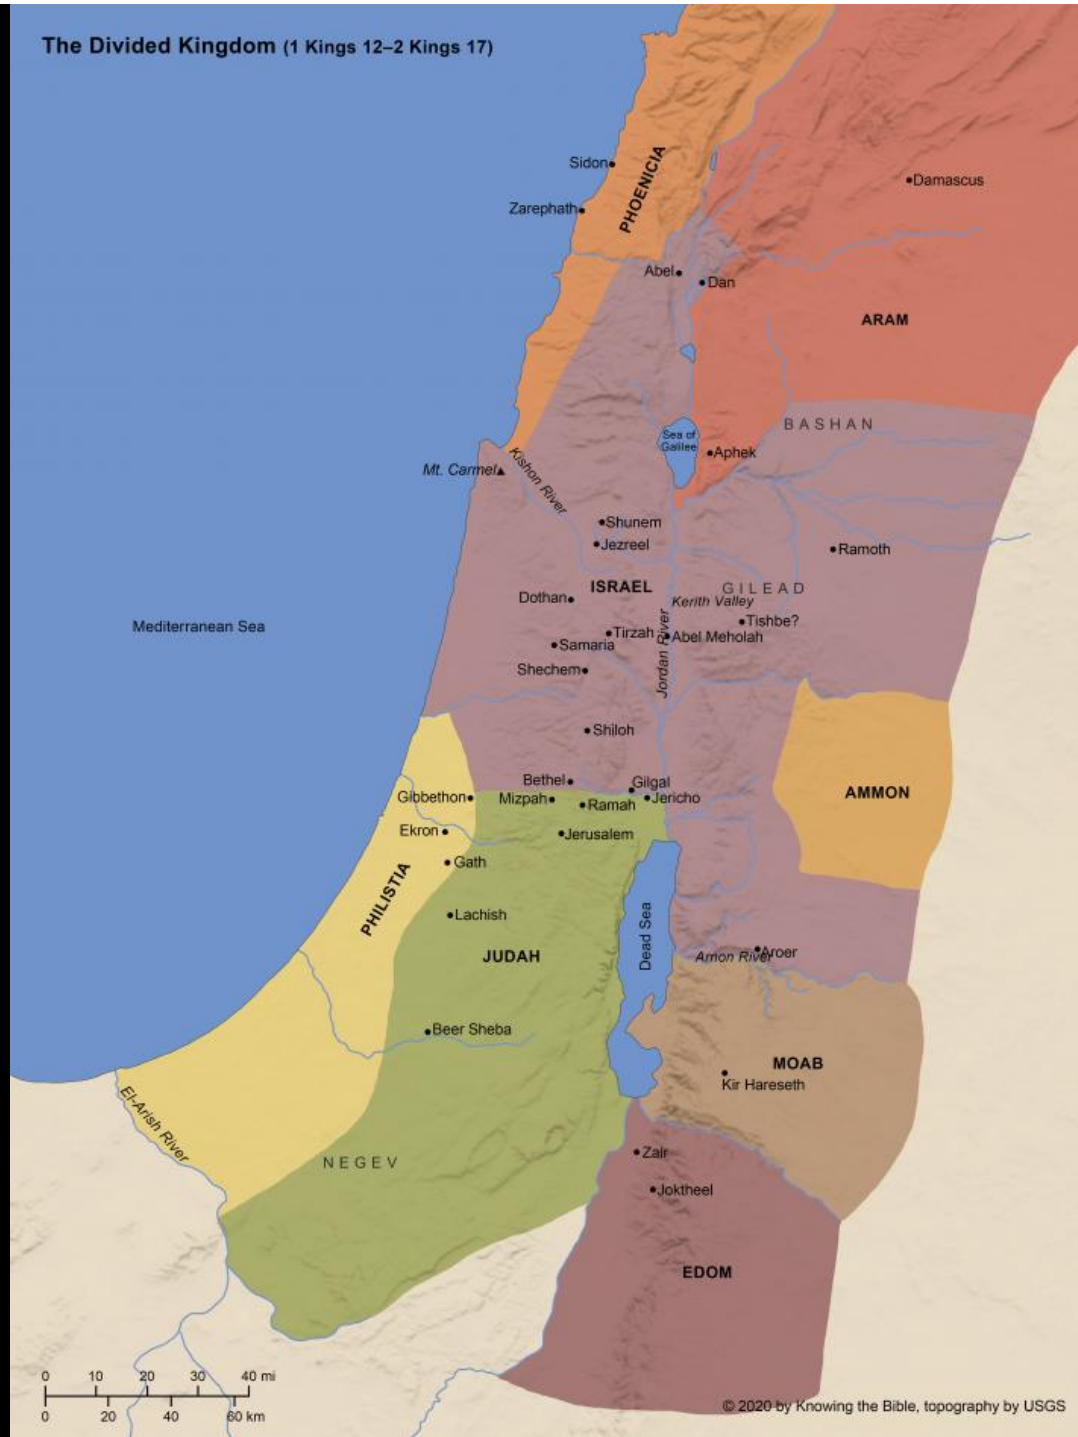 The Divided Kingdom (1 Kings 12–2 Kings 17)
Sidon
PHOENICIA
Damascus
Zarephath
Abel
Dan
ARAM
BASHAN
Sea of
Galilee
Aphek
Mt. Carmel
Kishon River
Shunem
Jezreel
Ramoth
ISRAEL
GILEAD
Dothan
Kerith Valley
Tishbe?
Mediterranean Sea
Tirzah
Abel Meholah
Samaria
Jordan River
Shechem
Shiloh
Bethel
Gilgal
AMMON
Gibbethon
Mizpah
Ramah
Jericho
Ekron
Jerusalem
Gath
PHILISTIA
Lachish
Dead Sea
JUDAH
Aroer
Arnon River
Beer Sheba
MOAB
Kir Hareseth
El-Arish River
NEGEV
Zair
Joktheel
EDOM
0 10 20 30 40 mi
0 20 40 60 km
© 2020 by Knowing the Bible, topography by USGS